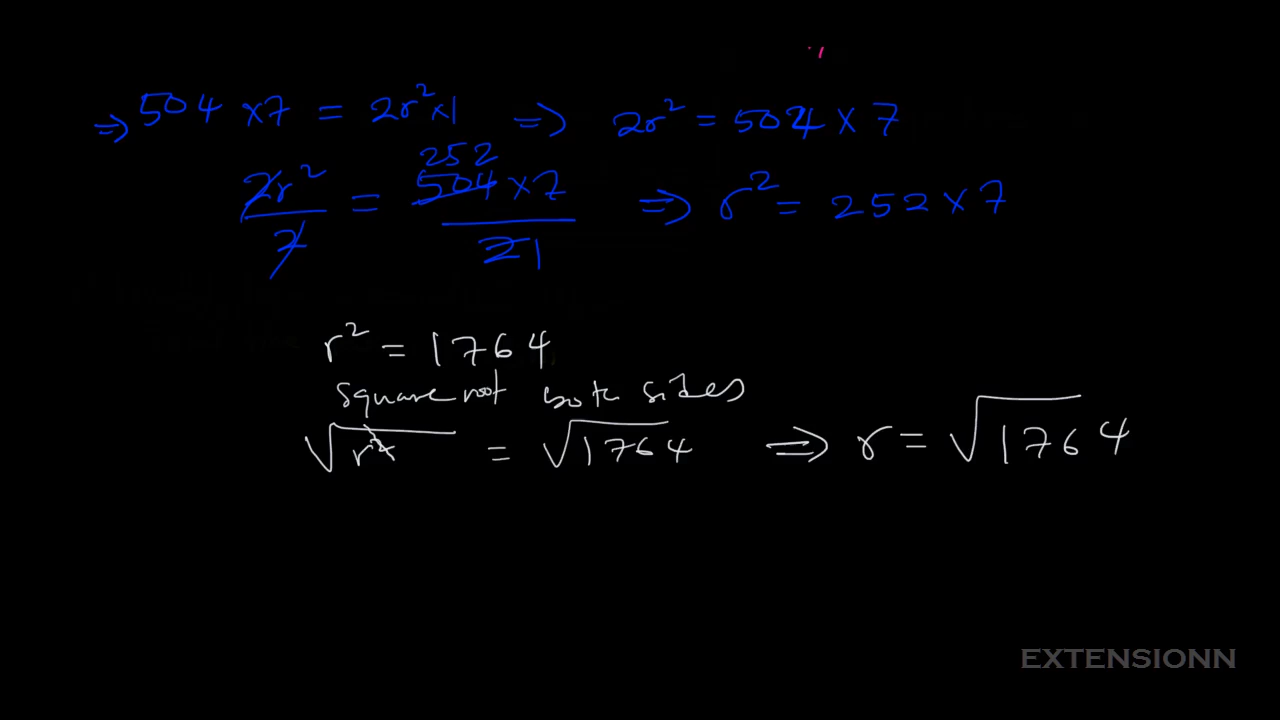 ⇒ 504 × 7 = 2r² × 1 ⇒ 2r² = 504 × 7
252
2r² / 2 = 504 × 7 / 2 1 ⇒ r² = 252 × 7
r² = 1764
square root both sides
√r² = √1764 ⇒ r = √1764
EXTENSIONN